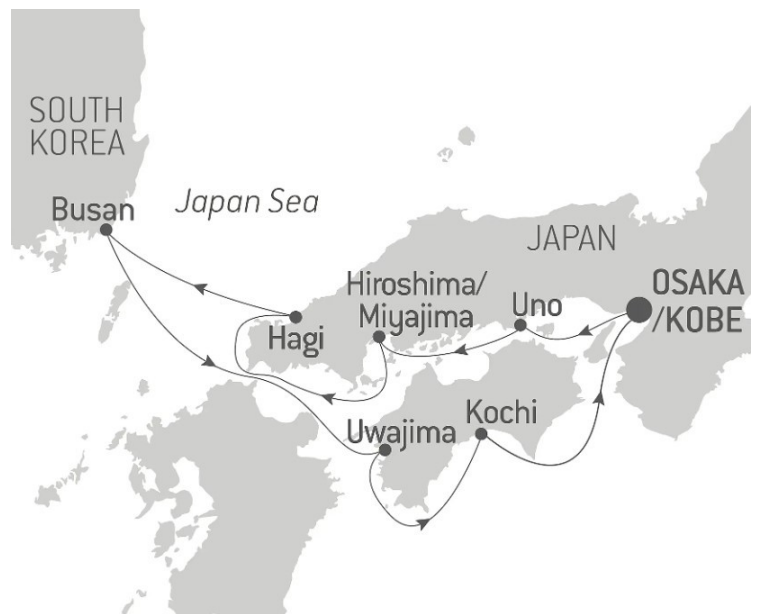 SOUTH
KOREA
Busan
Japan Sea
JAPAN
Hiroshima/
Miyajima
Uno
OSAKA
/KOBE
Hagi
Kochi
Uwajima